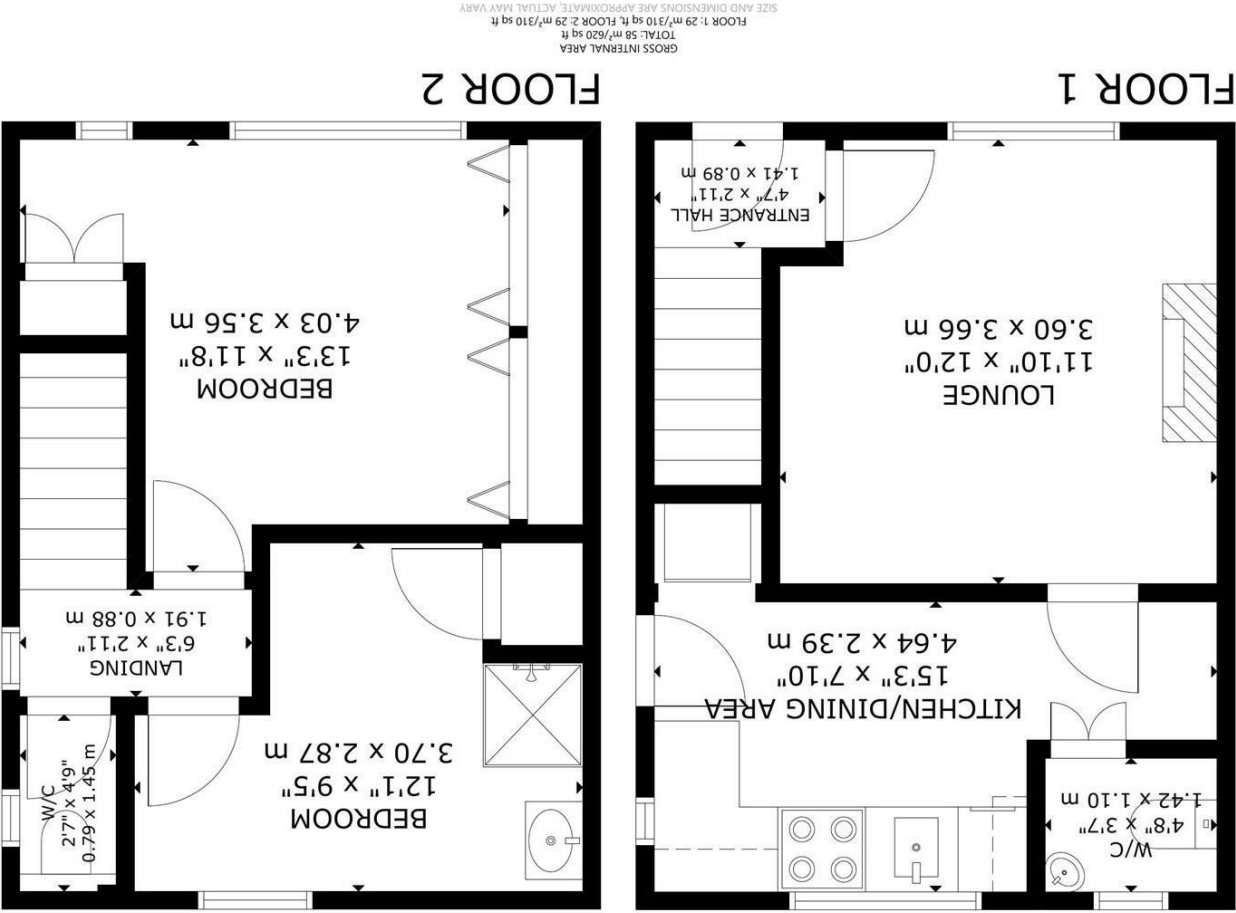 FLOOR 1
ENTRANCE HALL
4'7" x 2'11"
1.41 x 0.89 m
LOUNGE
11'10" x 12'0"
3.60 x 3.66 m
KITCHEN/DINING AREA
15'3" x 7'10"
4.64 x 2.39 m
W/C
4'8" x 3'7"
1.42 x 1.10 m
FLOOR 2
BEDROOM
13'3" x 11'8"
4.03 x 3.56 m
LANDING
6'3" x 2'11"
1.91 x 0.88 m
BEDROOM
12'1" x 9'5"
3.70 x 2.87 m
W/C
2'7" x 4'9"
0.79 x 1.45 m
GROSS INTERNAL AREA
TOTAL: 58 m²/620 sq ft
FLOOR 1: 29 m²/310 sq ft, FLOOR 2: 29 m²/310 sq ft
SIZE AND DIMENSIONS ARE APPROXIMATE, ACTUAL MAY VARY